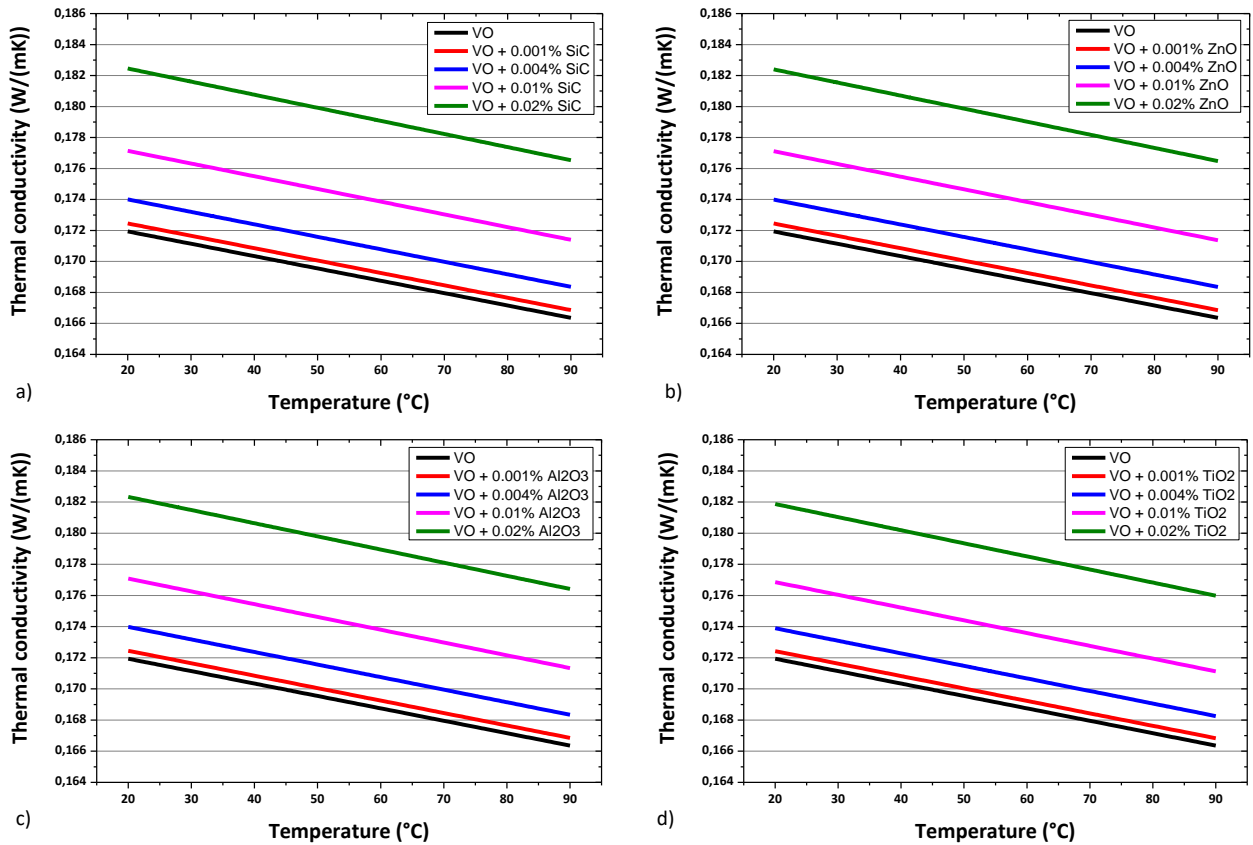 Thermal conductivity (W/(mK))
0,186
0,184
0,182
0,180
0,178
0,176
0,174
0,172
0,170
0,168
0,166
0,164
VO
VO + 0.001% SiC
VO + 0.004% SiC
VO + 0.01% SiC
VO + 0.02% SiC
20 30 40 50 60 70 80 90
Temperature (°C)
a)
Thermal conductivity (W/(mK))
0,186
0,184
0,182
0,180
0,178
0,176
0,174
0,172
0,170
0,168
0,166
0,164
VO
VO + 0.001% ZnO
VO + 0.004% ZnO
VO + 0.01% ZnO
VO + 0.02% ZnO
20 30 40 50 60 70 80 90
Temperature (°C)
b)
Thermal conductivity (W/(mK))
0,186
0,184
0,182
0,180
0,178
0,176
0,174
0,172
0,170
0,168
0,166
0,164
VO
VO + 0.001% Al2O3
VO + 0.004% Al2O3
VO + 0.01% Al2O3
VO + 0.02% Al2O3
20 30 40 50 60 70 80 90
Temperature (°C)
c)
Thermal conductivity (W/(mK))
0,186
0,184
0,182
0,180
0,178
0,176
0,174
0,172
0,170
0,168
0,166
0,164
VO
VO + 0.001% TiO2
VO + 0.004% TiO2
VO + 0.01% TiO2
VO + 0.02% TiO2
20 30 40 50 60 70 80 90
Temperature (°C)
d)